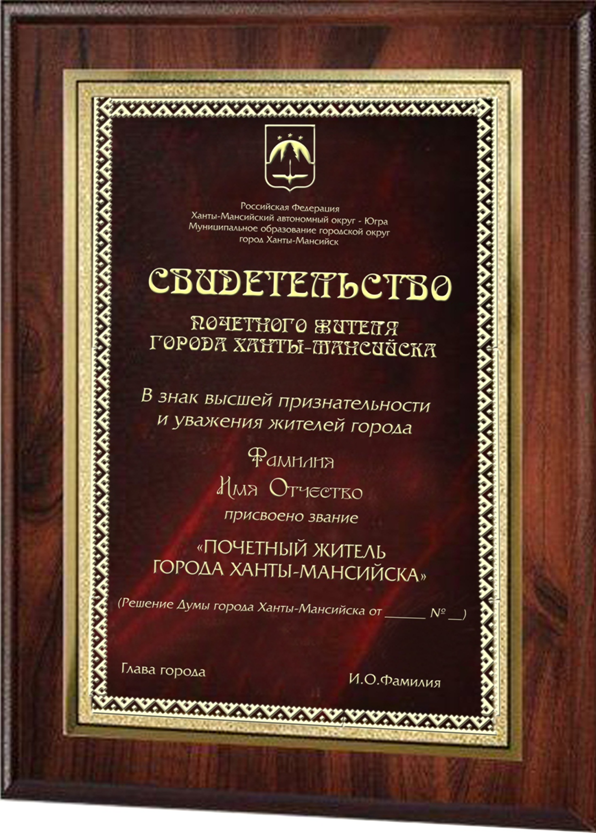 Российская Федерация
Ханты-Мансийский автономный округ - Югра
Муниципальное образование городской округ
город Ханты-Мансийск
СВИДЕТЕЛЬСТВО
ПОЧЕТНОГО ЖИТЕЛЯ
ГОРОДА ХАНТЫ-МАНСИЙСКА
В знак высшей признательности
и уважения жителей города
Фамилия
Имя Отчество
присвоено звание
«ПОЧЕТНЫЙ ЖИТЕЛЬ
ГОРОДА ХАНТЫ-МАНСИЙСКА»
(Решение Думы города Ханты-Мансийска от ______ № __)
Глава города
И.О.Фамилия